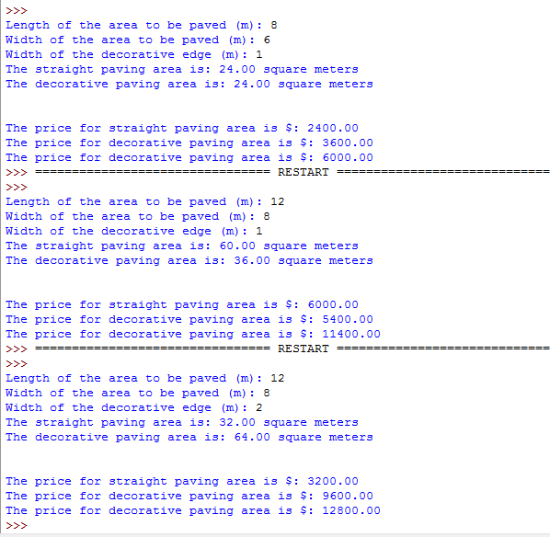 >>>
Length of the area to be paved (m): 8
Width of the area to be paved (m): 6
Width of the decorative edge (m): 1
The straight paving area is: 24.00 square meters
The decorative paving area is: 24.00 square meters
The price for straight paving area is $: 2400.00
The price for decorative paving area is $: 3600.00
The price for decorative paving area is $: 6000.00
>>> ================================ RESTART ================================
>>>
Length of the area to be paved (m): 12
Width of the area to be paved (m): 8
Width of the decorative edge (m): 1
The straight paving area is: 60.00 square meters
The decorative paving area is: 36.00 square meters
The price for straight paving area is $: 6000.00
The price for decorative paving area is $: 5400.00
The price for decorative paving area is $: 11400.00
>>> ================================ RESTART ================================
>>>
Length of the area to be paved (m): 12
Width of the area to be paved (m): 8
Width of the decorative edge (m): 2
The straight paving area is: 32.00 square meters
The decorative paving area is: 64.00 square meters
The price for straight paving area is $: 3200.00
The price for decorative paving area is $: 9600.00
The price for decorative paving area is $: 12800.00
>>>